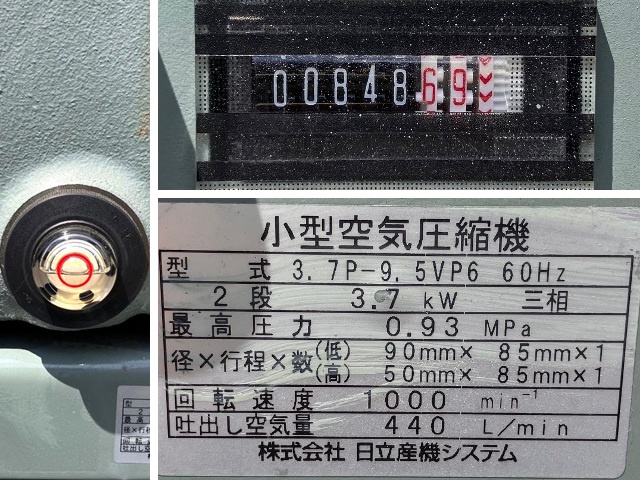 0084869
小型空気圧縮機
型式 3.7P-9.5VP6 60Hz
2段 3.7 kW 三相
最高圧力 0.93 MPa
径×行程×数(低) 90mm× 85mm×1
(高) 50mm× 85mm×1
回転速度 1000 min⁻¹
吐出し空気量 440 L/min
株式会社 日立産機システム